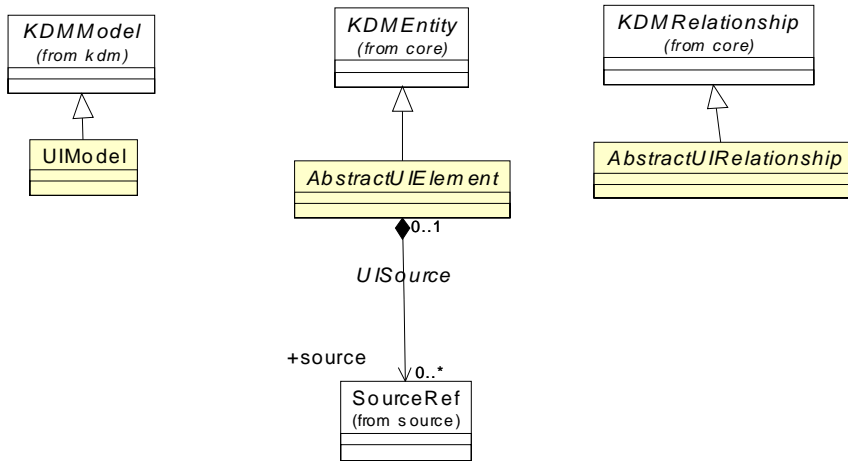 KDMModel
(from kdm)
KDMEntity
(from core)
KDMRelationship
(from core)
UIModel
AbstractUIElement
AbstractUIRelationship
0..1
UISource
+source
0..*
SourceRef
(from source)